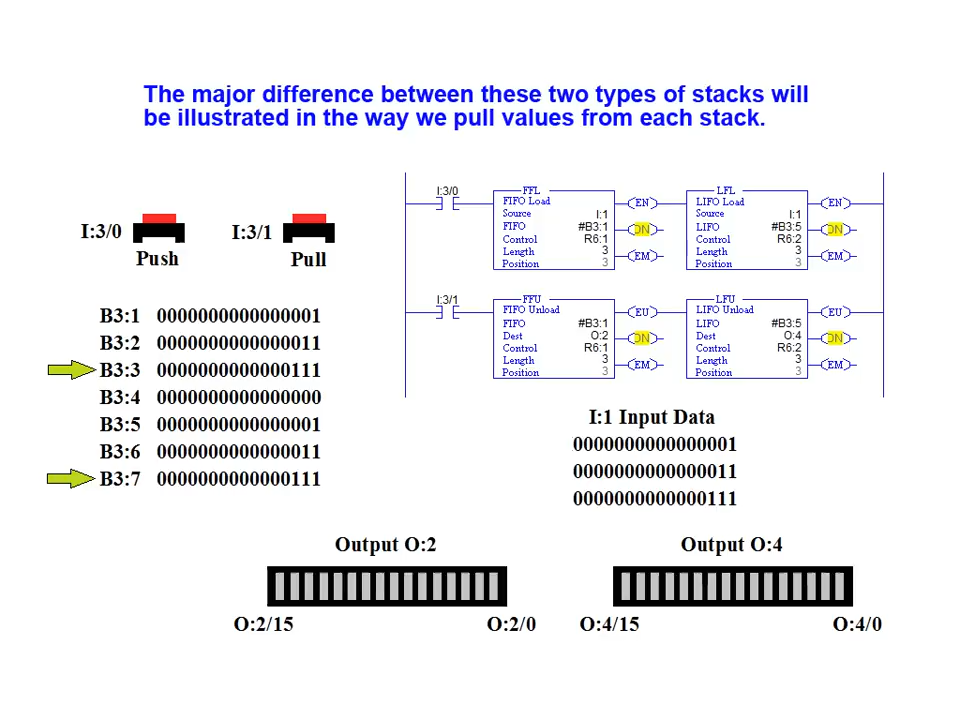 The major difference between these two types of stacks will
be illustrated in the way we pull values from each stack.
I:3/0
Push
I:3/1
Pull
B3:1 0000000000000001
B3:2 0000000000000011
B3:3 0000000000000111
B3:4 0000000000000000
B3:5 0000000000000001
B3:6 0000000000000011
B3:7 0000000000000111
I:3/0
FFL
FIFO Load
Source I:1
FIFO #B3:1
Control R6:1
Length 3
Position 3
EN
DN
EM
LFL
LIFO Load
Source I:1
LIFO #B3:5
Control R6:2
Length 3
Position 3
EN
DN
EM
I:3/1
FFU
FIFO Unload
FIFO #B3:1
Dest O:2
Control R6:1
Length 3
Position 3
EU
DN
EM
LFU
LIFO Unload
LIFO #B3:5
Dest O:4
Control R6:2
Length 3
Position 3
EU
DN
EM
I:1 Input Data
0000000000000001
0000000000000011
0000000000000111
Output O:2
O:2/15 O:2/0
Output O:4
O:4/15 O:4/0